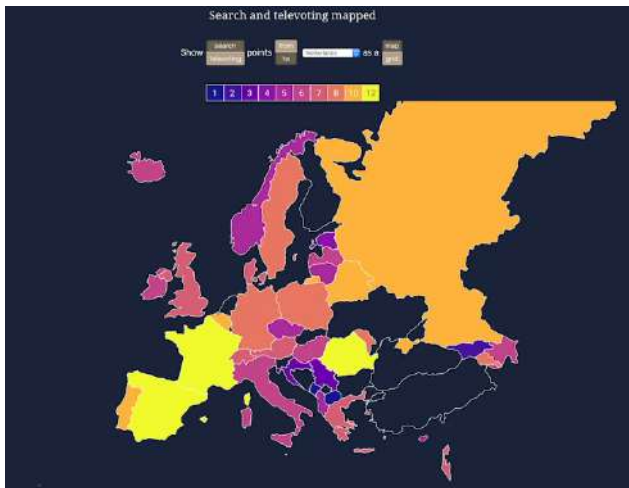 Search and televoting mapped
Show search televoting points from to Netherlands as a map grid
1 2 3 4 5 6 7 8 10 12